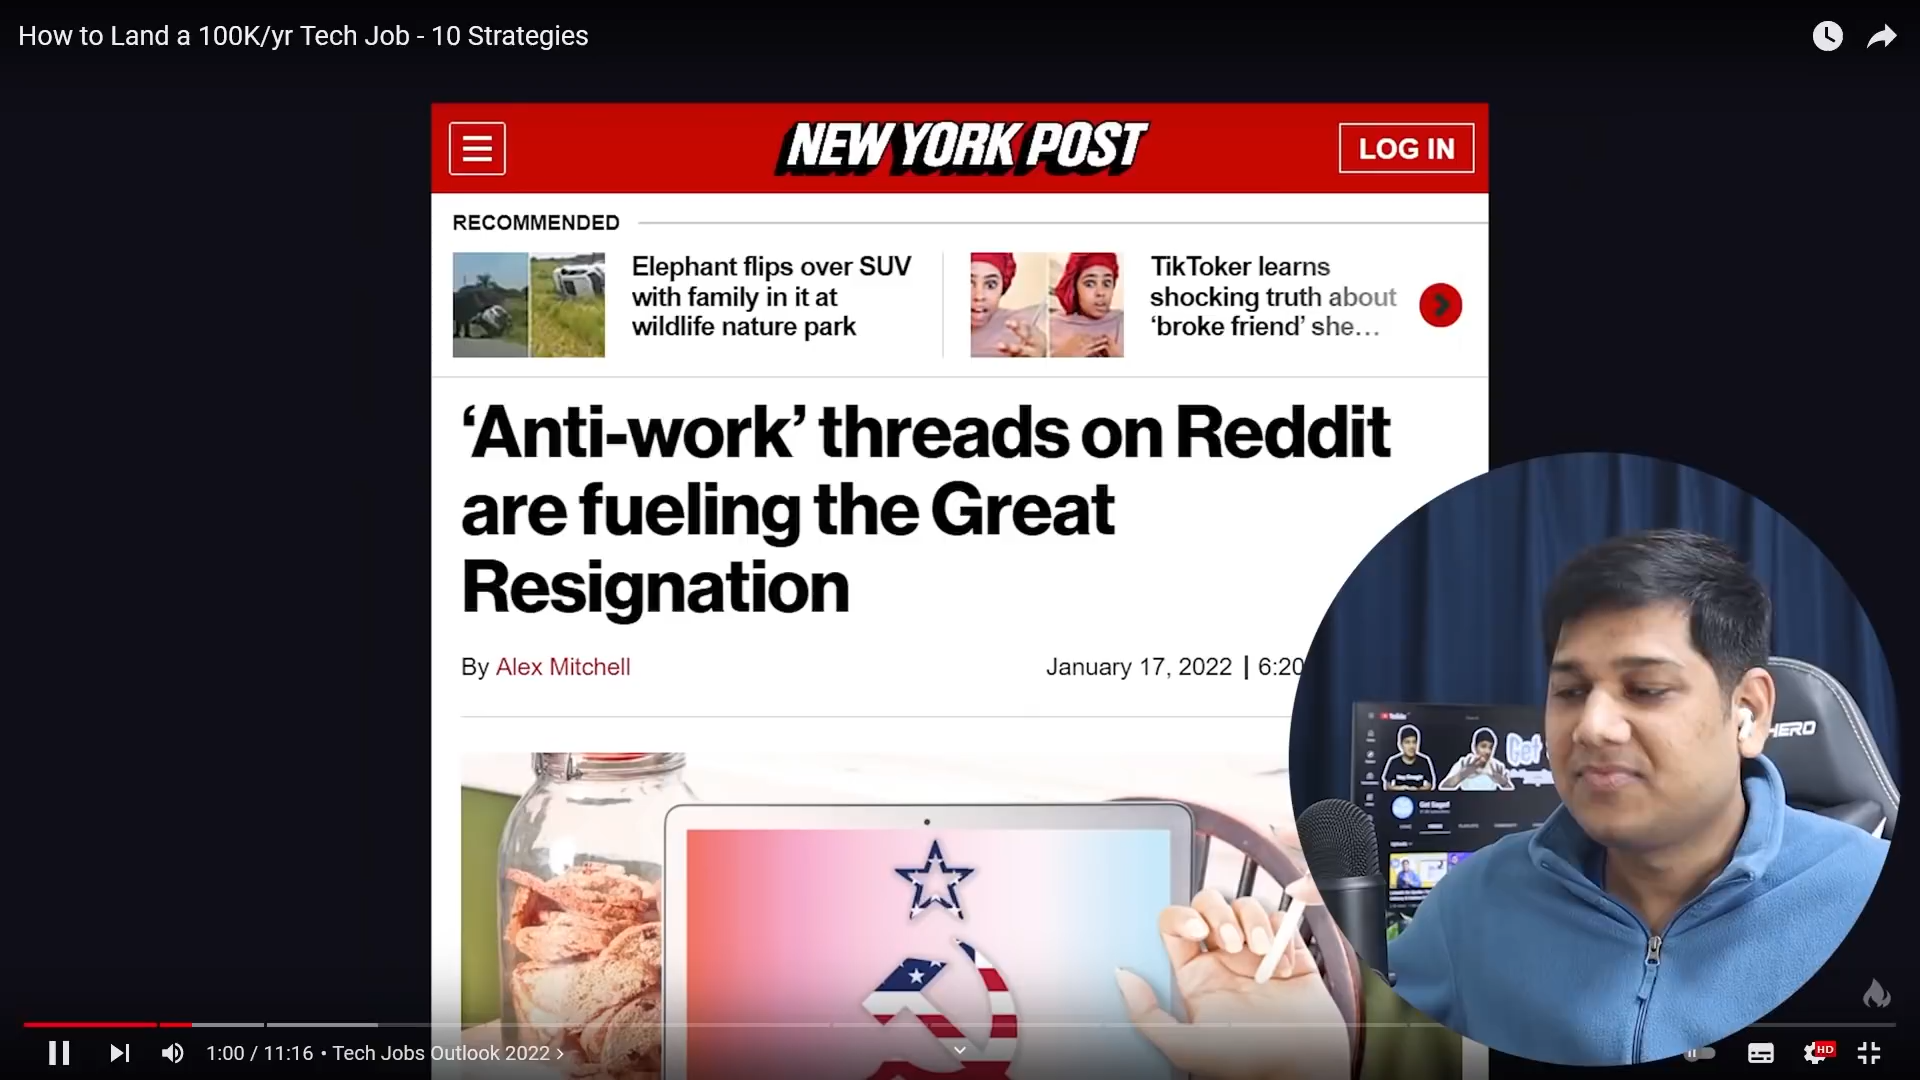 How to Land a 100K/yr Tech Job - 10 Strategies
NEW YORK POST
LOG IN
RECOMMENDED
Elephant flips over SUV
with family in it at
wildlife nature park
TikToker learns
shocking truth about
‘broke friend’ she…
‘Anti-work’ threads on Reddit
are fueling the Great
Resignation
By Alex Mitchell
January 17, 2022 | 6:20
HERO
YouTube
Get
1:00 / 11:16 • Tech Jobs Outlook 2022 ›
HD